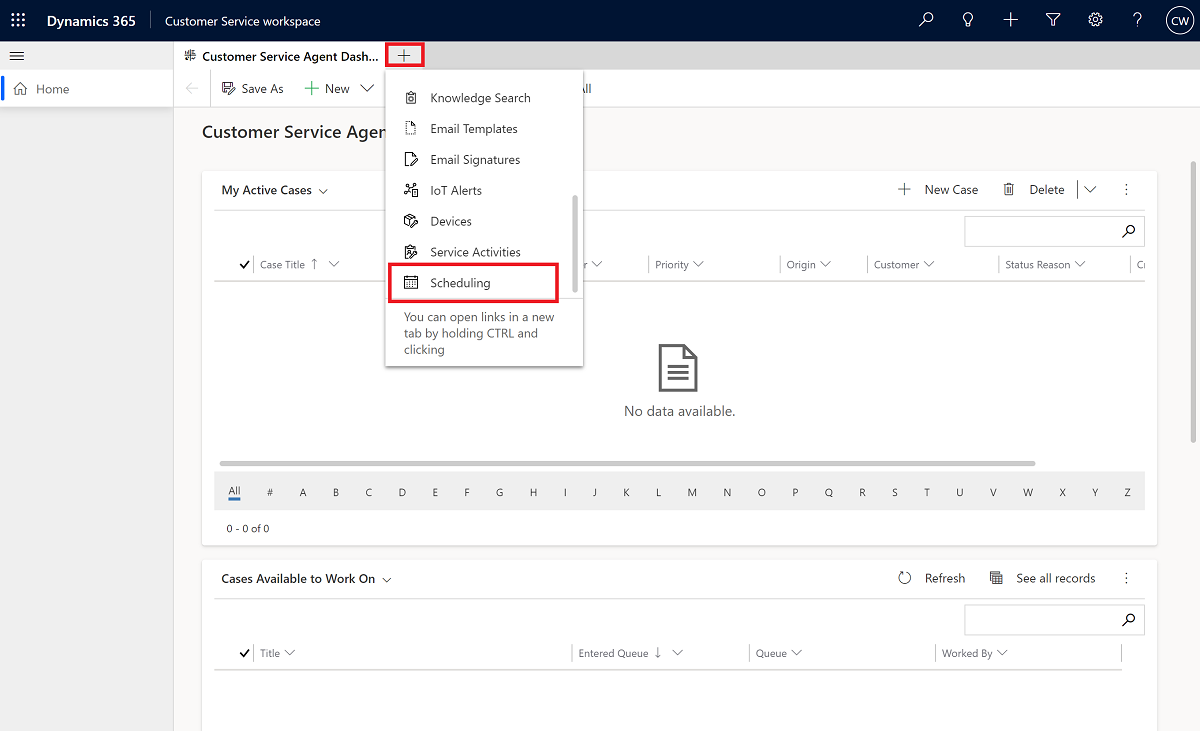 Dynamics 365
Customer Service workspace
CW
Customer Service Agent Dash...
Home
Save As
New
Knowledge Search
Email Templates
Email Signatures
IoT Alerts
Devices
Service Activities
Scheduling
You can open links in a new
tab by holding CTRL and
clicking
Customer Service Agen
My Active Cases
New Case
Delete
Case Title
Priority
Origin
Customer
Status Reason
No data available.
All # A B C D E F G H I J K L M N O P Q R S T U V W X Y Z
0 - 0 of 0
Cases Available to Work On
Refresh
See all records
Title
Entered Queue
Queue
Worked By